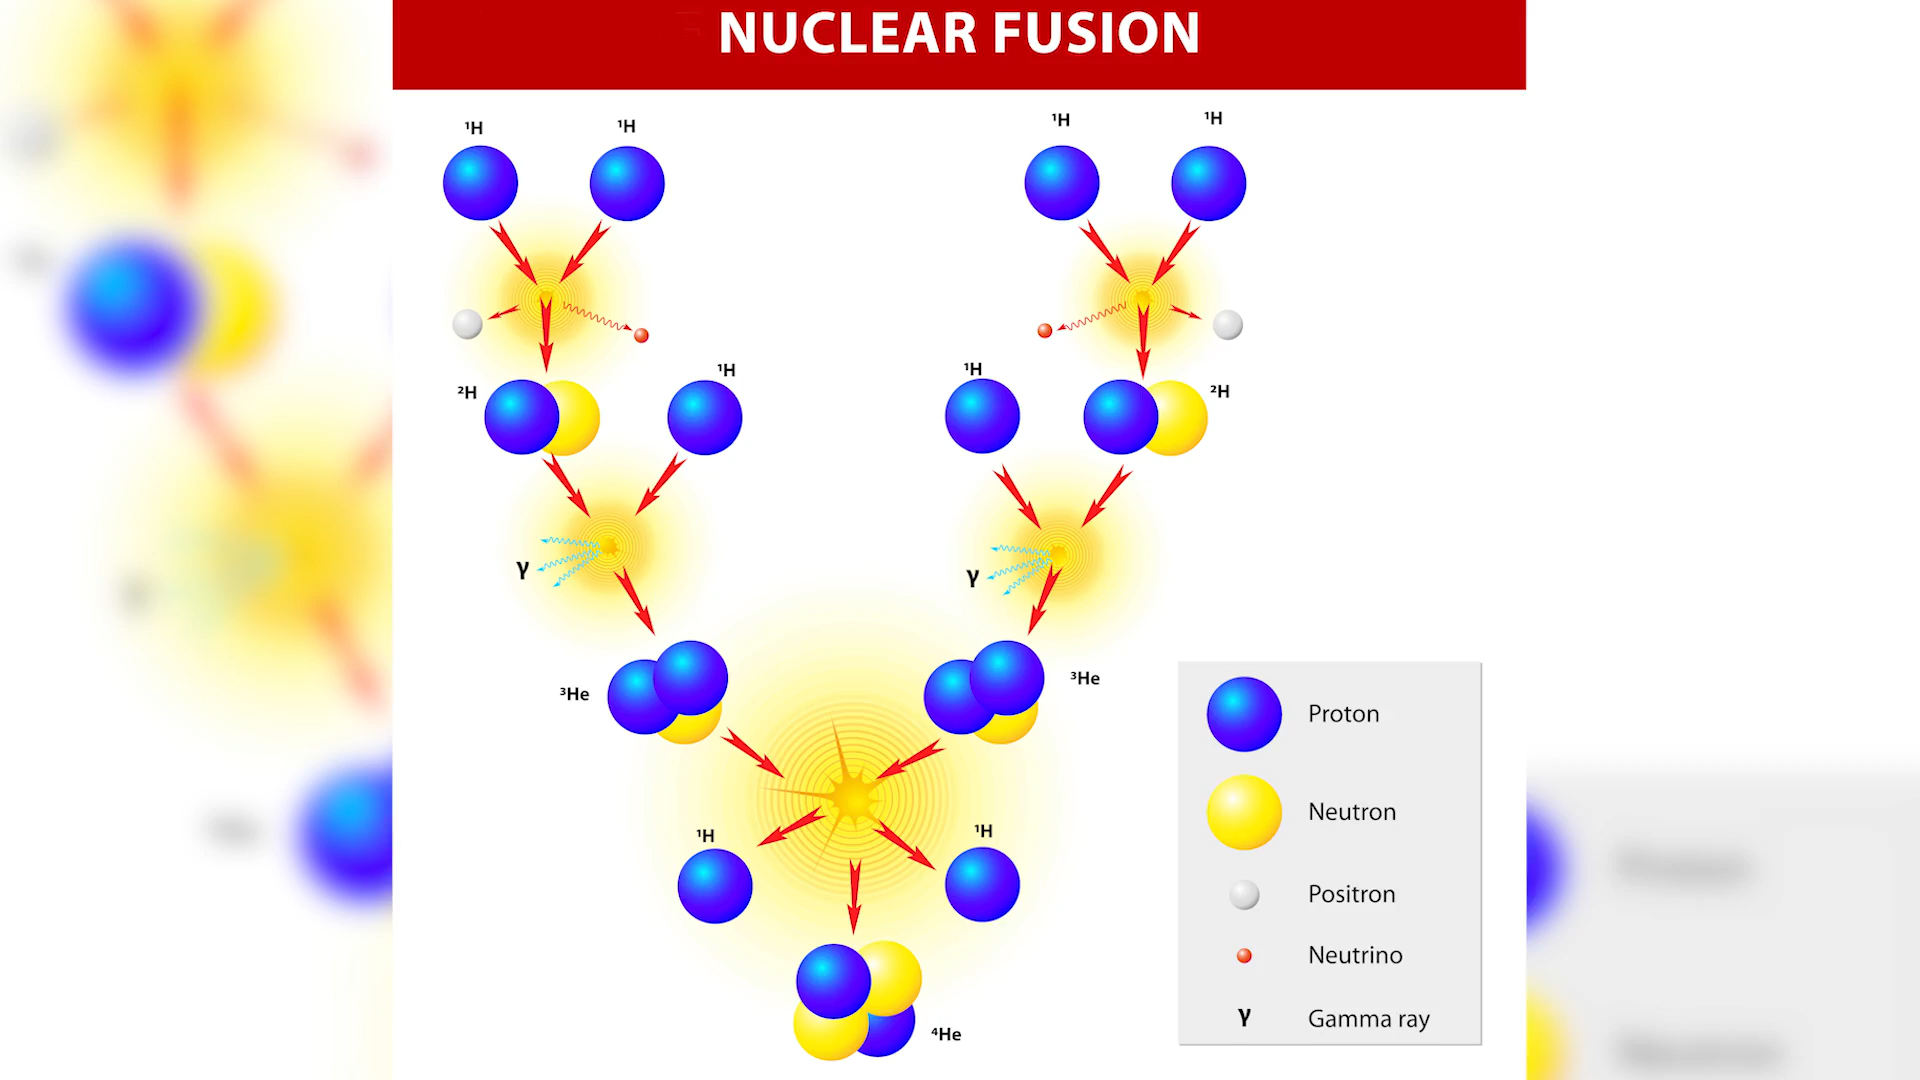 NUCLEAR FUSION
¹H
¹H
¹H
¹H
²H
¹H
¹H
²H
γ
γ
³He
³He
¹H
¹H
⁴He
Proton
Neutron
Positron
Neutrino
γ Gamma ray